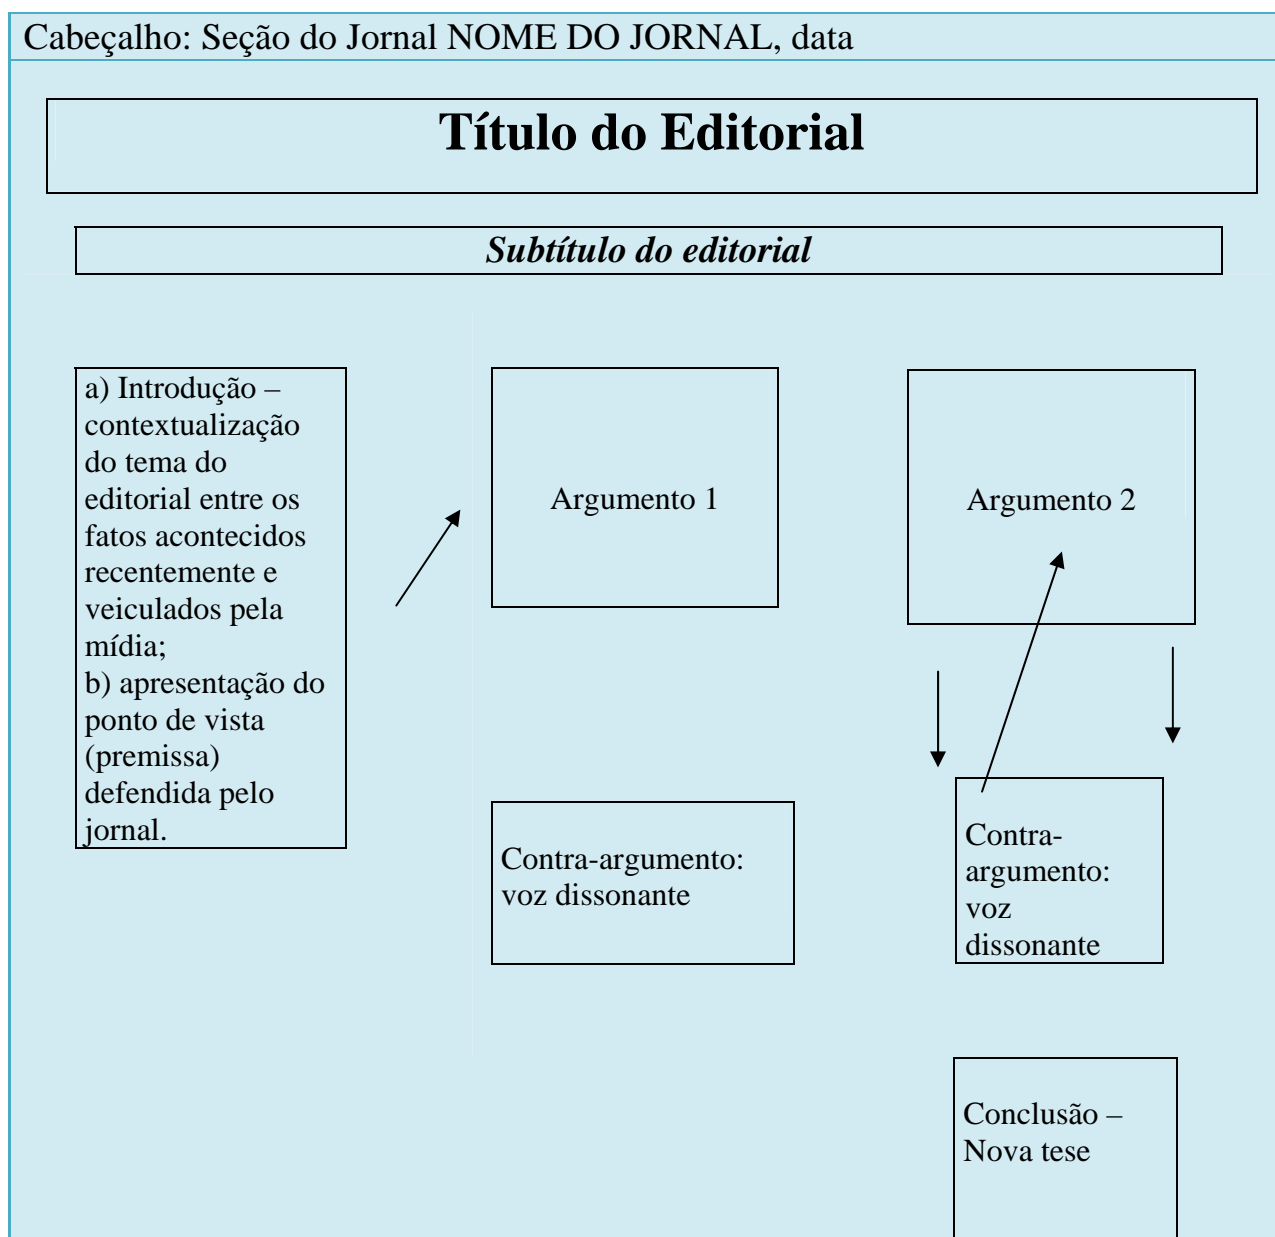 Cabeçalho: Seção do Jornal NOME DO JORNAL, data
Título do Editorial
Subtítulo do editorial
a) Introdução –
contextualização
do tema do
editorial entre os
fatos acontecidos
recentemente e
veiculados pela
mídia;
b) apresentação do
ponto de vista
(premissa)
defendida pelo
jornal.
Argumento 1
Contra-argumento:
voz dissonante
Argumento 2
Contra-
argumento:
voz
dissonante
Conclusão –
Nova tese